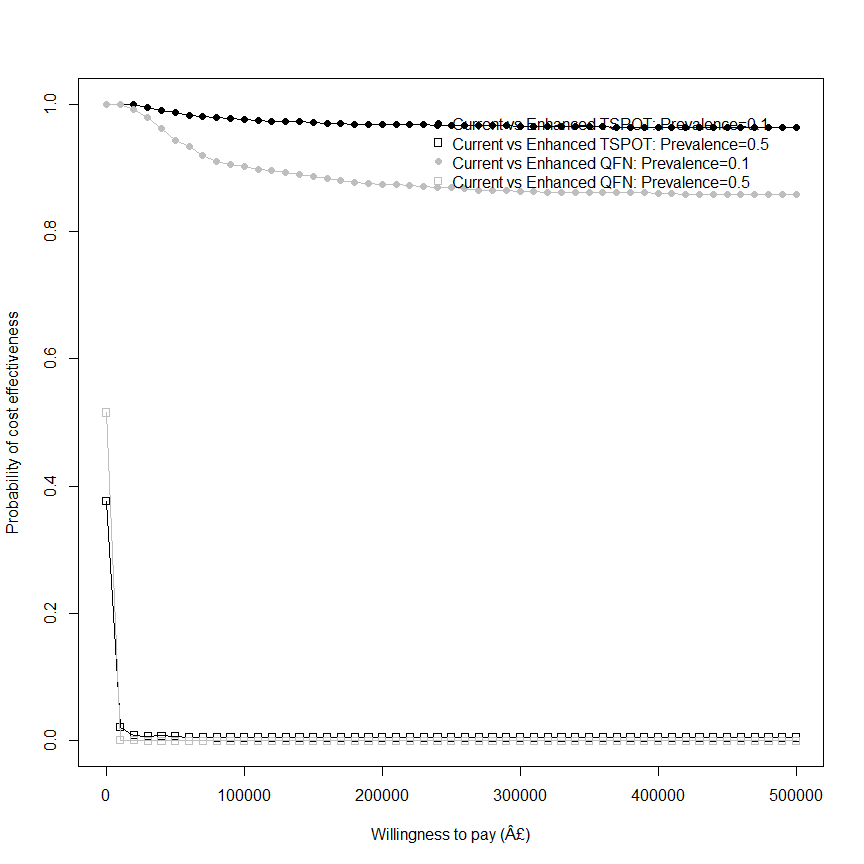 1.0
0.8
0.6
0.4
0.2
0.0
Probability of cost effectiveness
Current vs Enhanced TSPOT: Prevalence=0.1
Current vs Enhanced TSPOT: Prevalence=0.5
Current vs Enhanced QFN: Prevalence=0.1
Current vs Enhanced QFN: Prevalence=0.5
0 100000 200000 300000 400000 500000
Willingness to pay (Â£)